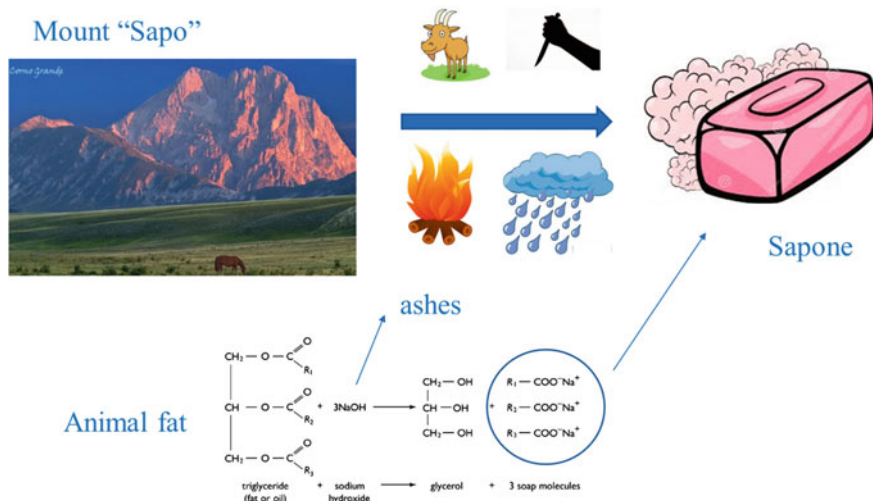 Mount “Sapo”
Corno Grande
Sapone
ashes
Animal fat
O
CH₂ — O — C
R₁
O
CH — O — C
R₂
O
CH₂ — O — C
R₃
+ 3NaOH
CH₂ — OH
CH — OH
CH₂ — OH
+
R₁ — COO⁻Na⁺
R₂ — COO⁻Na⁺
R₃ — COO⁻Na⁺
triglyceride + sodium glycerol + 3 soap molecules
(fat or oil) hydroxide